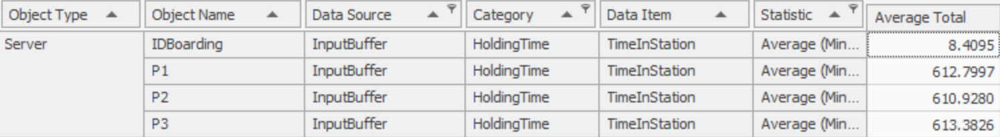 Object Type Object Name Data Source Category Data Item Statistic Average Total
Server IDBoarding InputBuffer HoldingTime TimeInStation Average (Min... 8.4095
P1 InputBuffer HoldingTime TimeInStation Average (Min... 612.7997
P2 InputBuffer HoldingTime TimeInStation Average (Min... 610.9280
P3 InputBuffer HoldingTime TimeInStation Average (Min... 613.3826